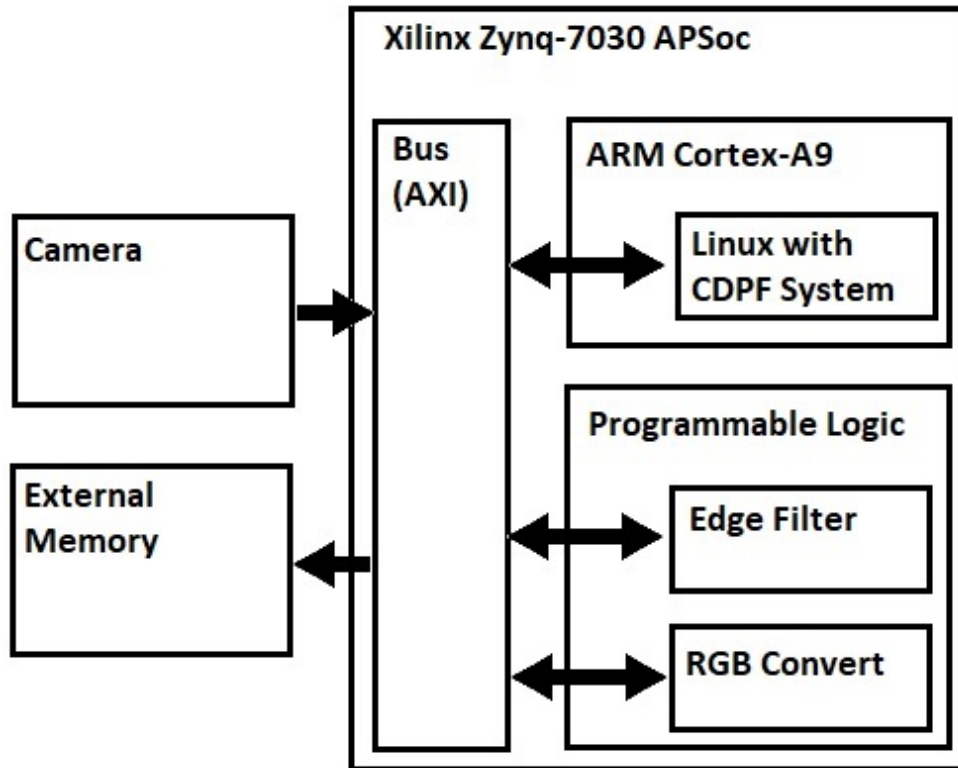 Xilinx Zynq-7030 APSoc
Bus
(AXI)
ARM Cortex-A9
Linux with
CDPF System
Camera
External
Memory
Programmable Logic
Edge Filter
RGB Convert